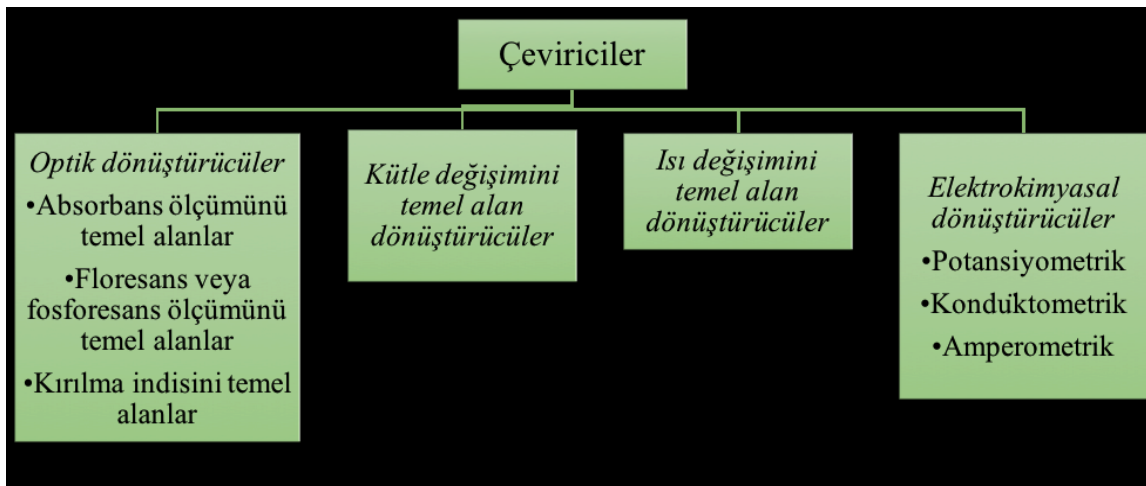 Çeviriciler
Optik dönüştürücüler
•Absorbans ölçümünü
temel alanlar
•Floresans veya
fosforesans ölçümünü
temel alanlar
•Kırılma indisini temel
alanlar
Kütle değişimini
temel alan
dönüştürücüler
Isı değişimini
temel alan
dönüştürücüler
Elektrokimyasal
dönüştürücüler
•Potansiyometrik
•Konduktometrik
•Amperometrik